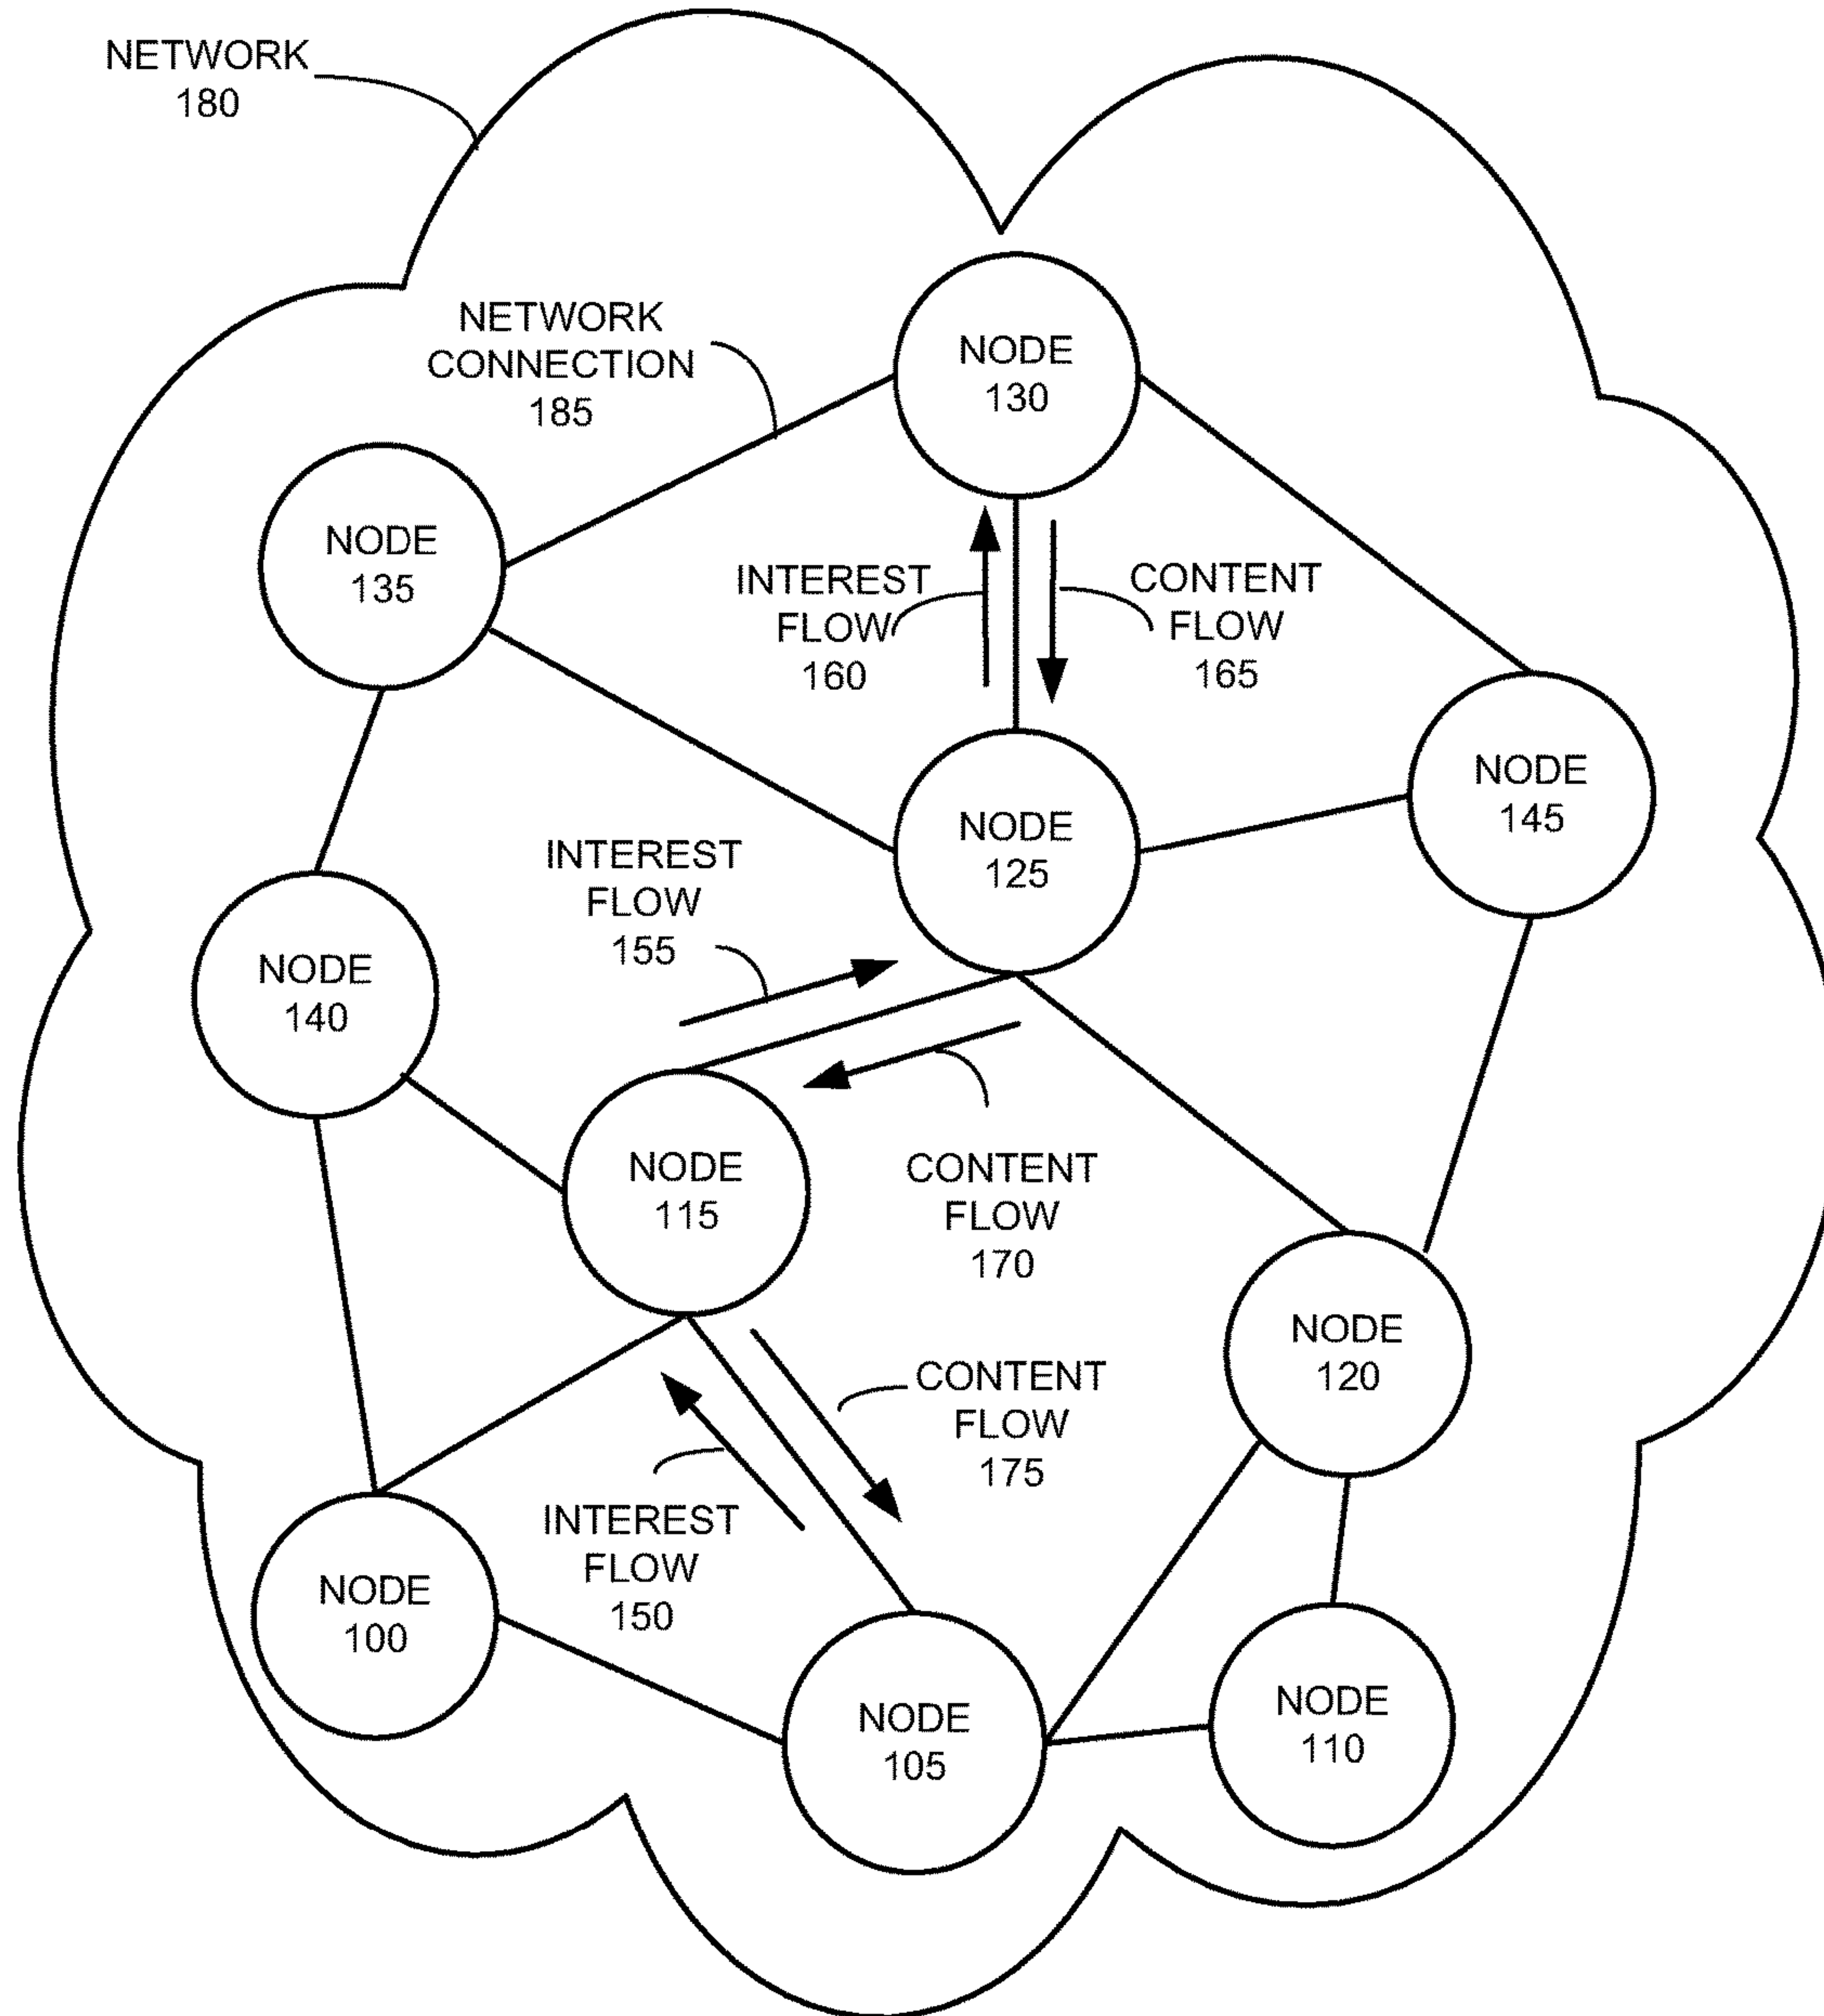 NETWORK
180
NETWORK
CONNECTION
185
NODE
130
NODE
135
INTEREST
FLOW
160
CONTENT
FLOW
165
NODE
145
NODE
125
INTEREST
FLOW
155
NODE
140
NODE
115
CONTENT
FLOW
170
NODE
120
CONTENT
FLOW
175
INTEREST
FLOW
150
NODE
100
NODE
105
NODE
110